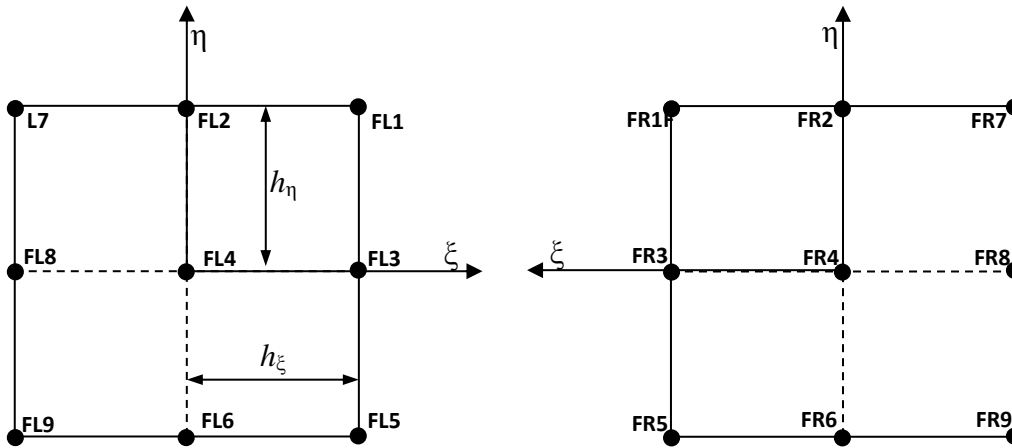 η
η
L7 FL2 FL1
FR1F FR2 FR7
hη
FL8 FL4 FL3 ξ
ξ FR3 FR4 FR8
hξ
FL9 FL6 FL5
FR5 FR6 FR9